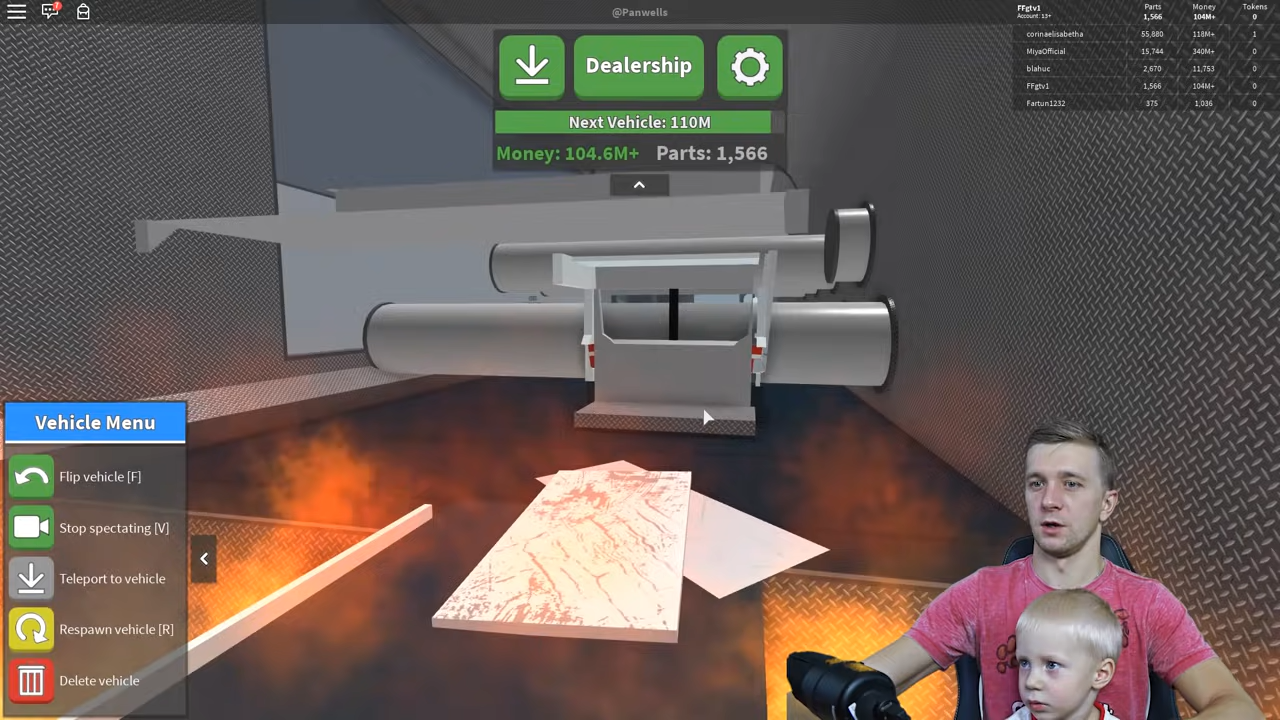 7
@Panwells
FFgtv1
Account: 13+
Parts
1,566
Money
104M+
Tokens
0
corinaelisabetha 55,880 118M+ 1
MiyaOfficial 15,744 340M+ 0
blahuc 2,670 11,753 0
FFgtv1 1,566 104M+ 0
Fartun1232 375 1,036 0
Dealership
Next Vehicle: 110M
Money: 104.6M+ Parts: 1,566
Vehicle Menu
Flip vehicle [F]
Stop spectating [V]
Teleport to vehicle
Respawn vehicle [R]
Delete vehicle